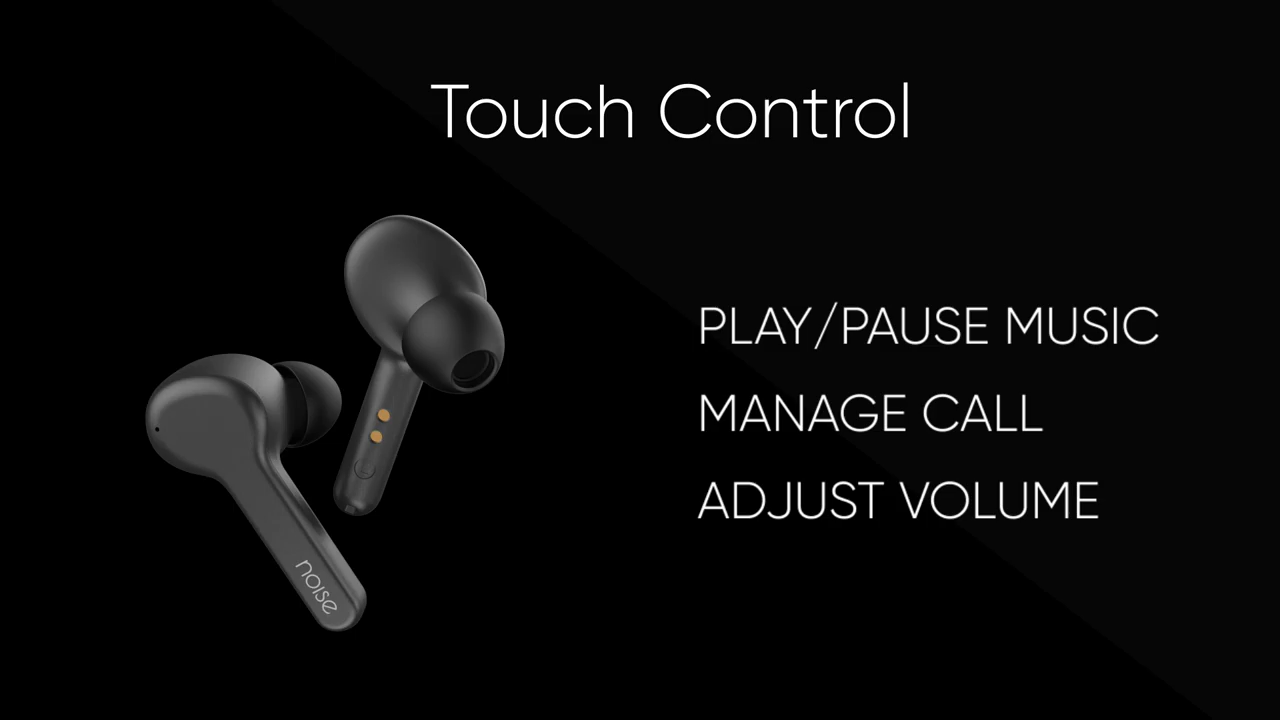 Touch Control
PLAY/PAUSE MUSIC
MANAGE CALL
ADJUST VOLUME
noise